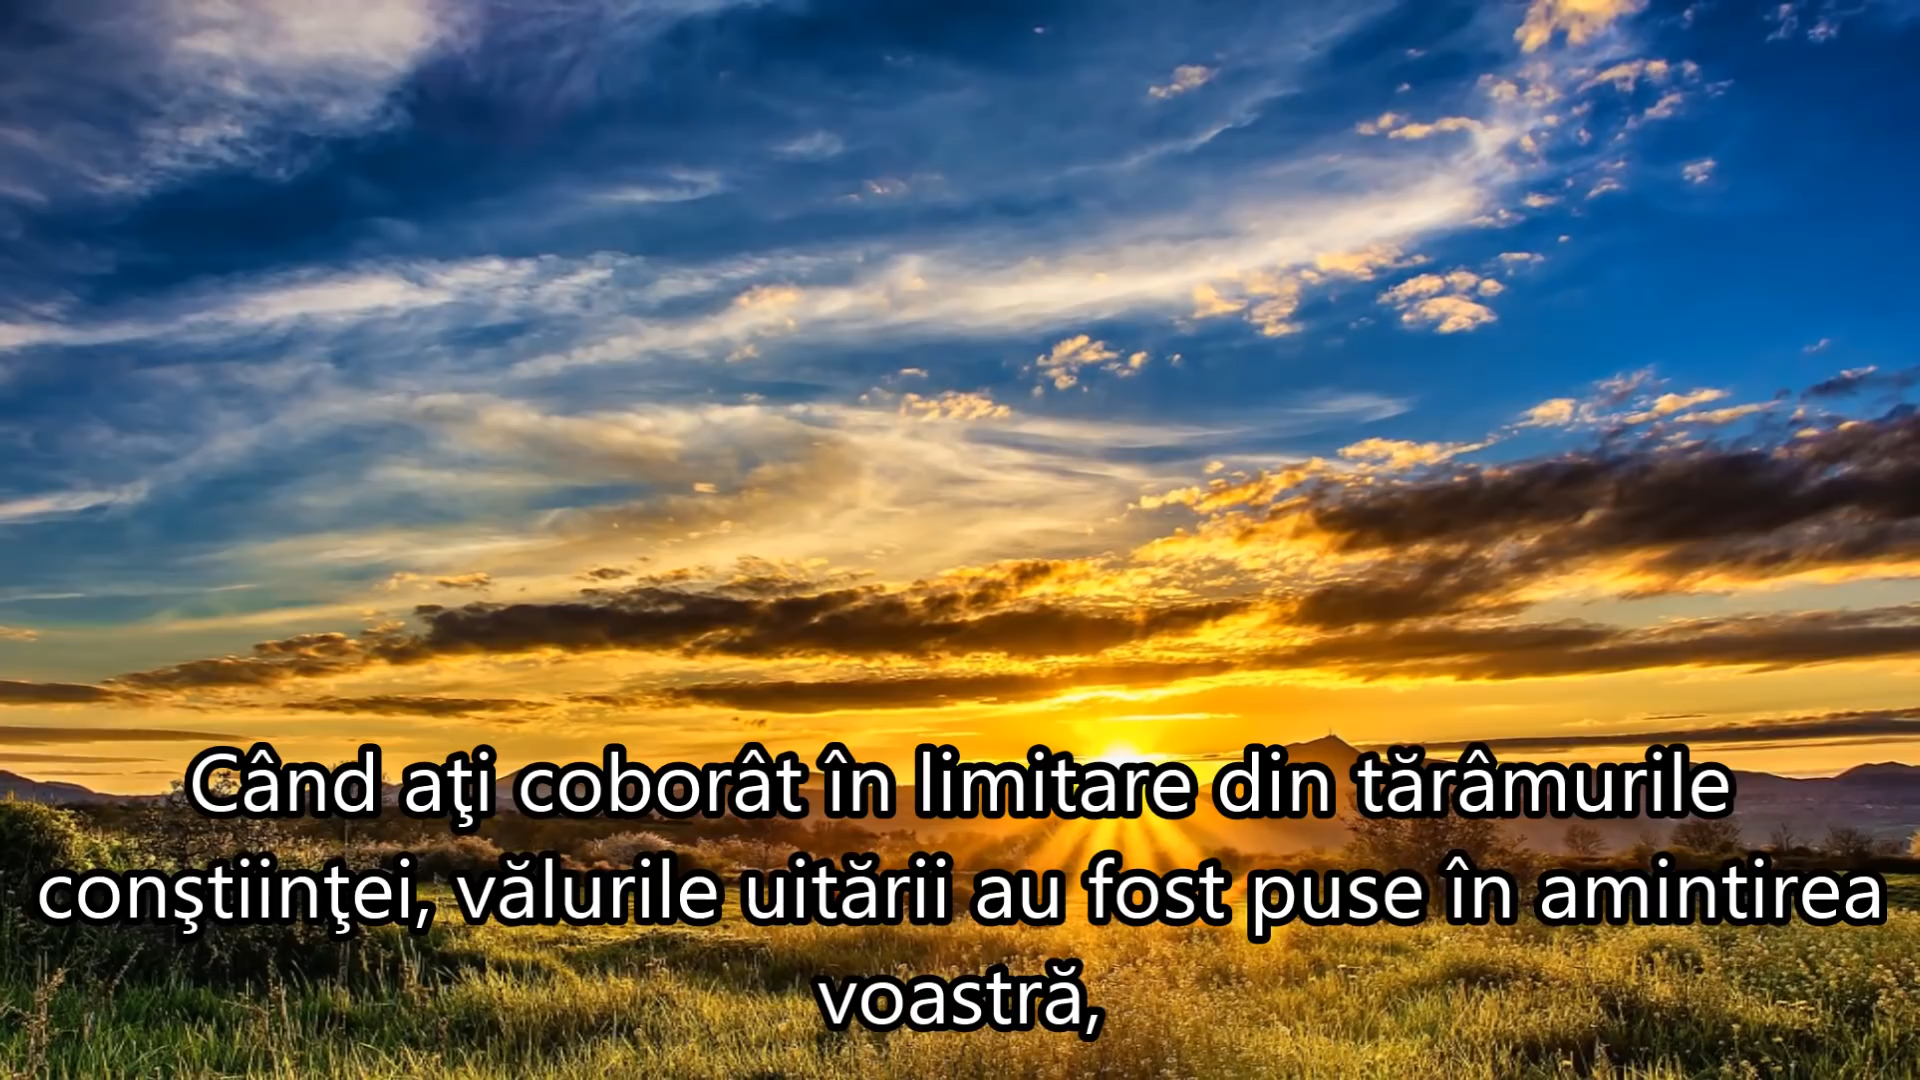 Când aţi coborât în limitare din tărâmurile
conştiinţei, vălurile uitării au fost puse în amintirea
voastră,